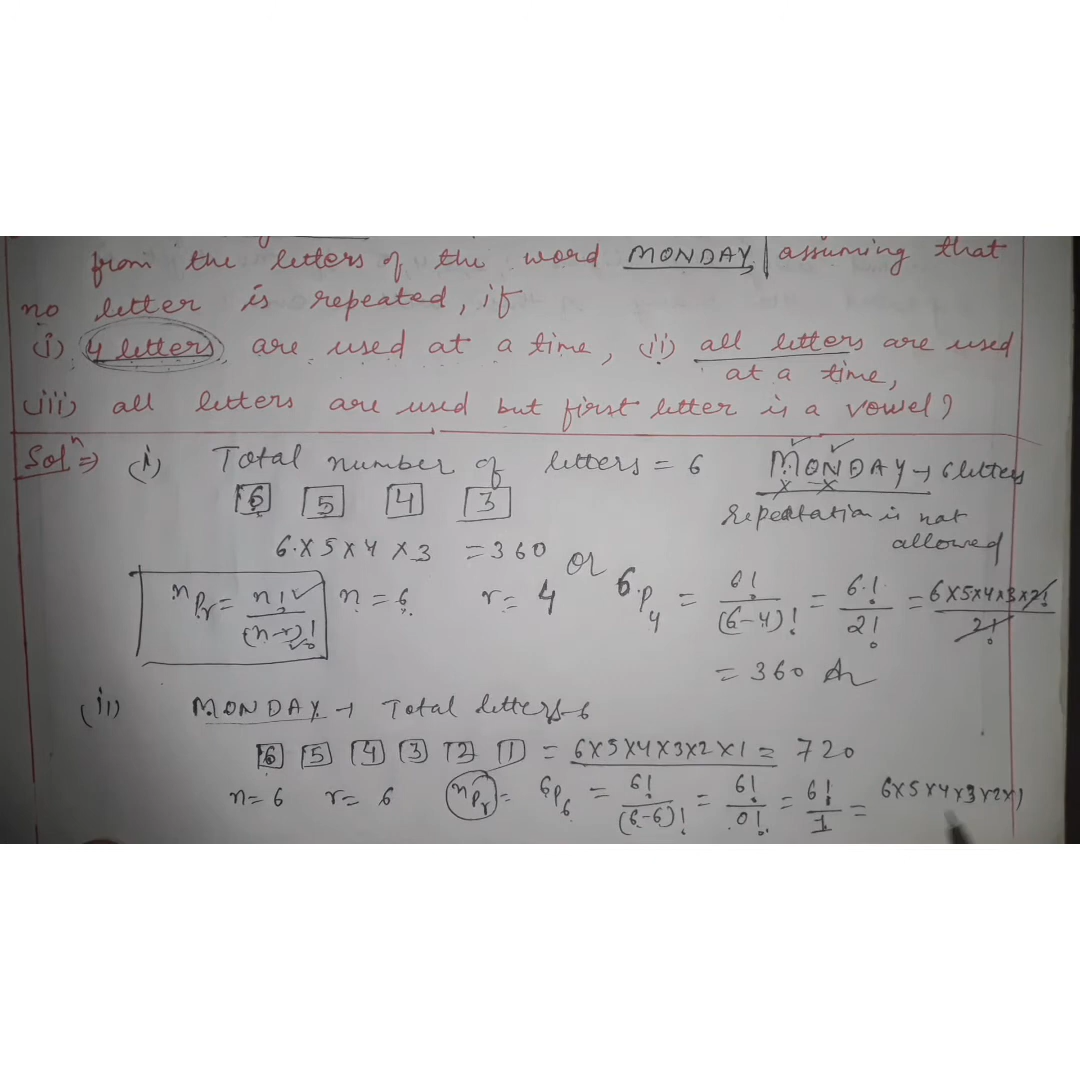 from the letters of the word MONDAY, assuming that
no letter is repeated, if
(i) 4 letters are used at a time, (ii) all letters are used
at a time,
(iii) all letters are used but first letter is a vowel?
Solⁿ ⇒ (i) Total number of letters = 6 MONDAY → 6 letters
6 5 4 3
repeatation is not
allowed
6 × 5 × 4 × 3 = 360 or
ⁿPᵣ = n!/(n-r)! n = 6 r = 4 ⁶P₄ = 6!/(6-4)! = 6!/2! = 6×5×4×3×2!/2!
= 360
(ii) MONDAY → Total letters 6
6 5 4 3 2 1 = 6×5×4×3×2×1 = 720
n = 6 r = 6 ⁿPᵣ = ⁶P₆ = 6!/(6-6)! = 6!/0! = 6!/1 = 6×5×4×3×2×1